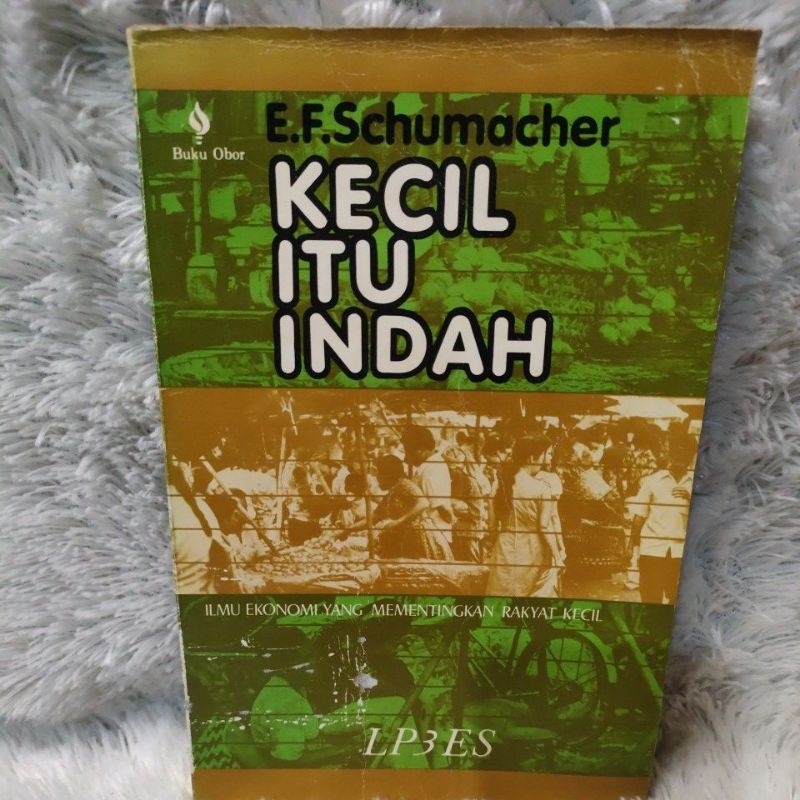 Buku Obor
E.F.Schumacher
KECIL
ITU
INDAH
ILMU EKONOMI YANG MEMENTINGKAN RAKYAT KECIL
LP3ES